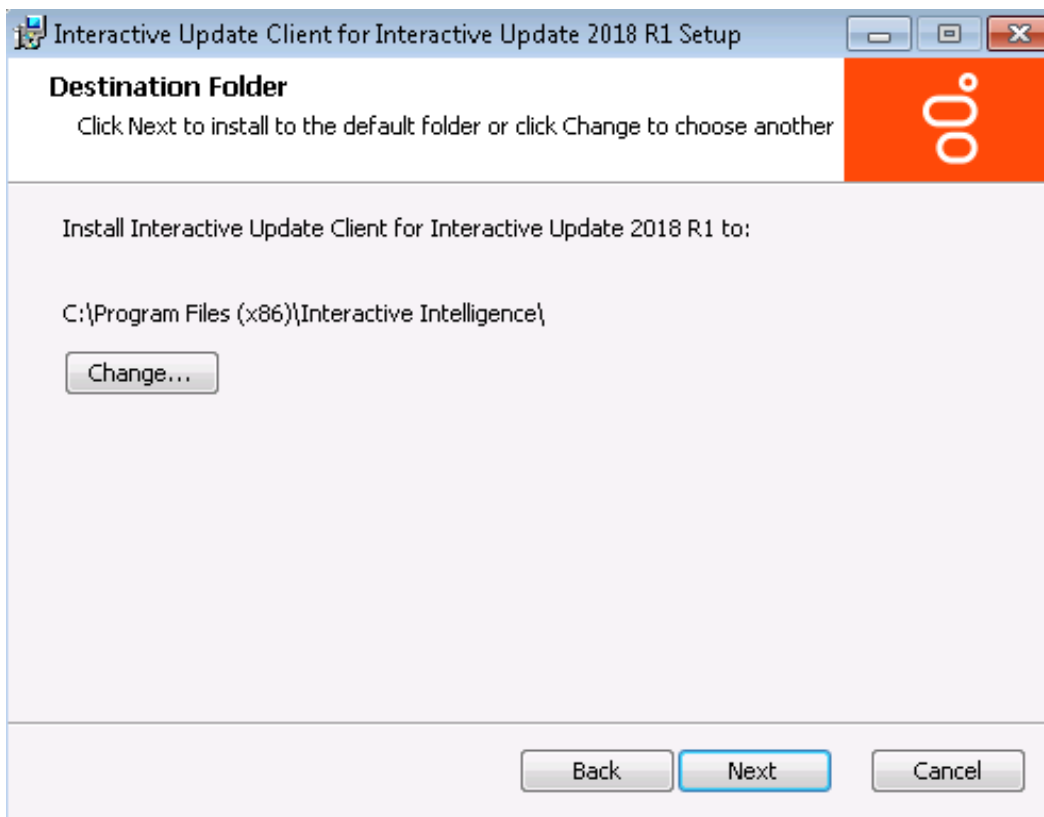 Interactive Update Client for Interactive Update 2018 R1 Setup
Destination Folder
Click Next to install to the default folder or click Change to choose another
Install Interactive Update Client for Interactive Update 2018 R1 to:
C:\Program Files (x86)\Interactive Intelligence\
Change...
Back Next Cancel